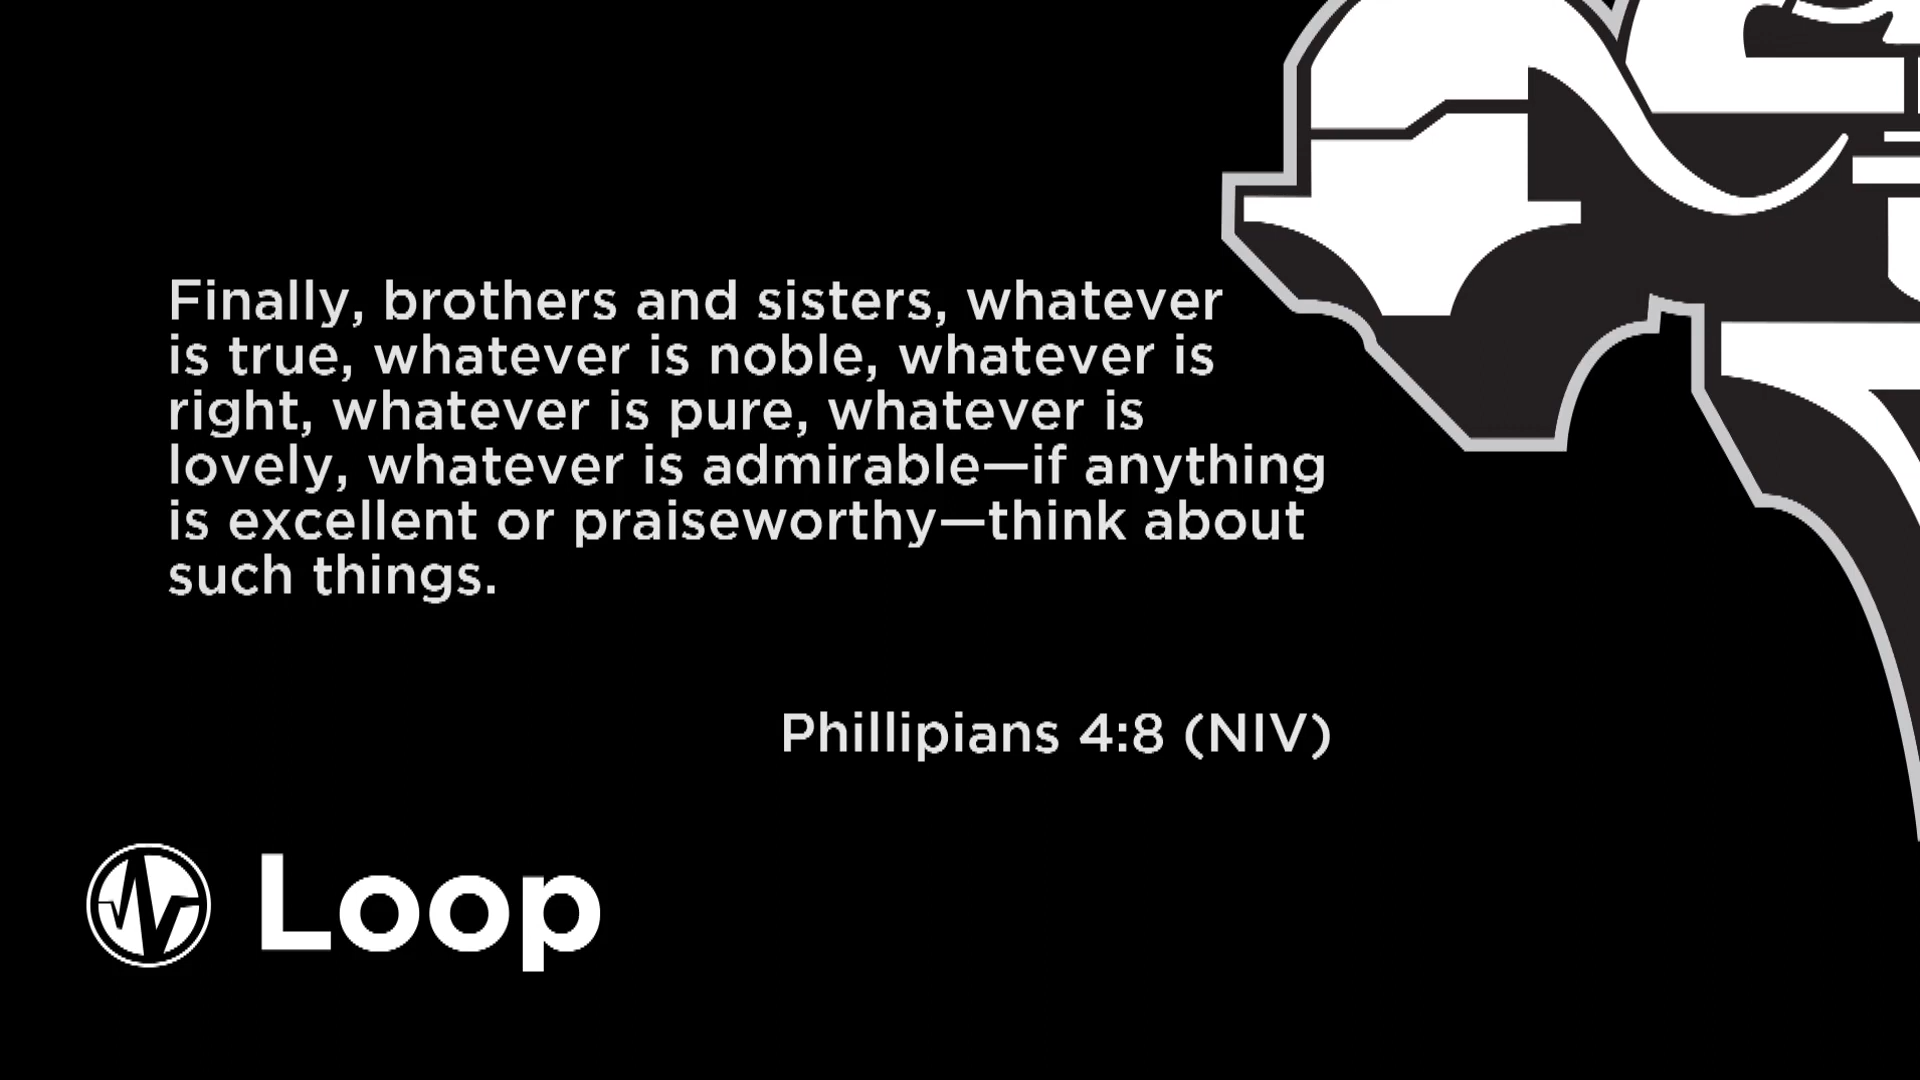 Finally, brothers and sisters, whatever
is true, whatever is noble, whatever is
right, whatever is pure, whatever is
lovely, whatever is admirable—if anything
is excellent or praiseworthy—think about
such things.
Phillipians 4:8 (NIV)
Loop